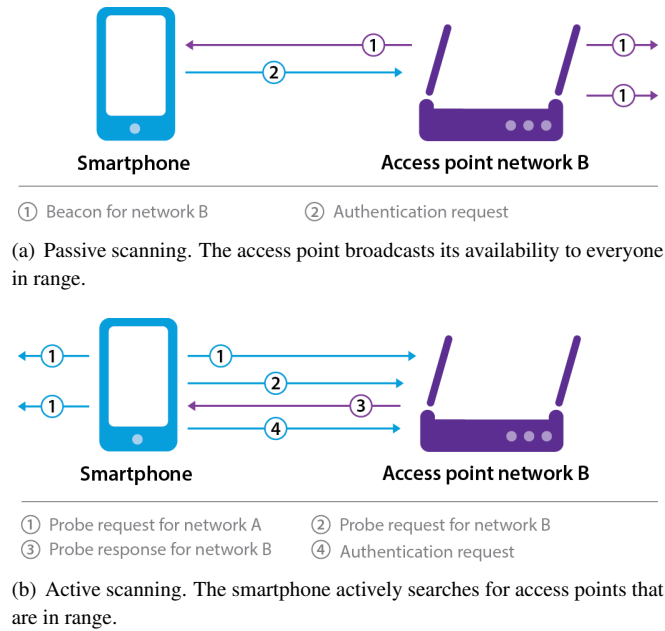 1
1
2
1
Smartphone
Access point network B
1 Beacon for network B
2 Authentication request
(a) Passive scanning. The access point broadcasts its availability to everyone
in range.
1
1
2
1
3
4
Smartphone
Access point network B
1 Probe request for network A
2 Probe request for network B
3 Probe response for network B
4 Authentication request
(b) Active scanning. The smartphone actively searches for access points that
are in range.